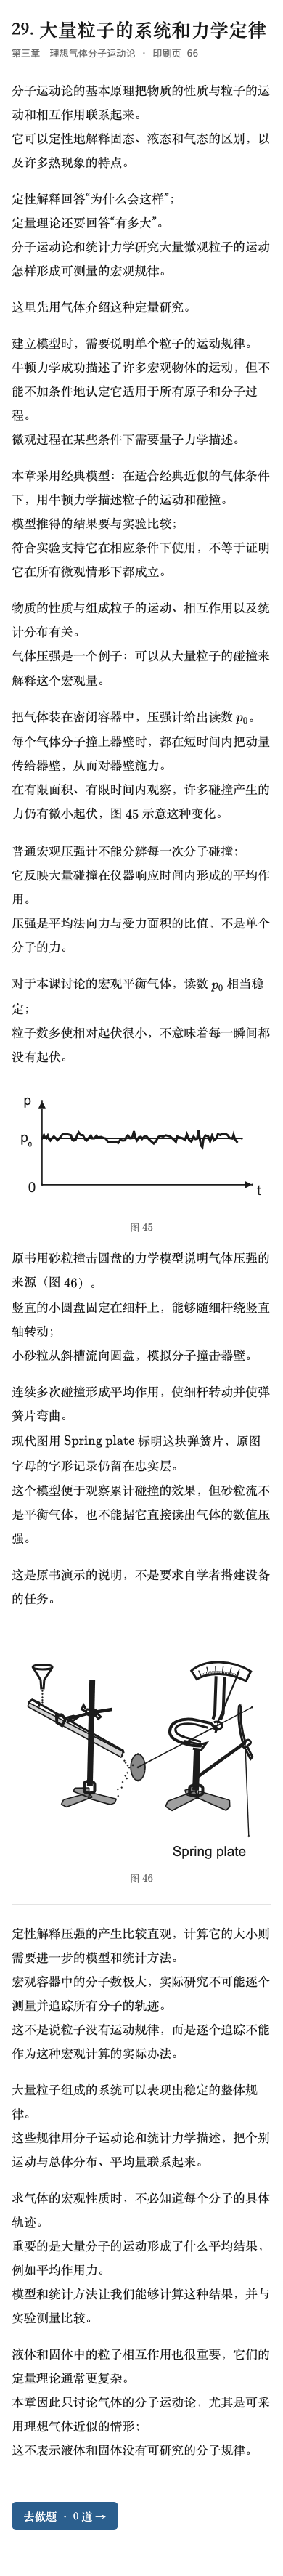 29. 大量粒子的系统和力学定律
第三章 理想气体分子运动论 · 印刷页 66
分子运动论的基本原理把物质的性质与粒子的运
动和相互作用联系起来。
它可以定性地解释固态、液态和气态的区别，以
及许多热现象的特点。
定性解释回答“为什么会这样”；
定量理论还要回答“有多大”。
分子运动论和统计力学研究大量微观粒子的运动
怎样形成可测量的宏观规律。
这里先用气体介绍这种定量研究。
建立模型时，需要说明单个粒子的运动规律。
牛顿力学成功描述了许多宏观物体的运动，但不
能不加条件地认定它适用于所有原子和分子过
程。
微观过程在某些条件下需要量子力学描述。
本章采用经典模型：在适合经典近似的气体条件
下，用牛顿力学描述粒子的运动和碰撞。
模型推得的结果要与实验比较；
符合实验支持它在相应条件下使用，不等于证明
它在所有微观情形下都成立。
物质的性质与组成粒子的运动、相互作用以及统
计分布有关。
气体压强是一个例子：可以从大量粒子的碰撞来
解释这个宏观量。
把气体装在密闭容器中，压强计给出读数 p₀。
每个气体分子撞上器壁时，都在短时间内把动量
传给器壁，从而对器壁施力。
在有限面积、有限时间内观察，许多碰撞产生的
力仍有微小起伏，图 45 示意这种变化。
普通宏观压强计不能分辨每一次分子碰撞；
它反映大量碰撞在仪器响应时间内形成的平均作
用。
压强是平均法向力与受力面积的比值，不是单个
分子的力。
对于本课讨论的宏观平衡气体，读数 p₀ 相当稳
定；
粒子数多使相对起伏很小，不意味着每一瞬间都
没有起伏。
p
p₀
0
t
图 45
原书用砂粒撞击圆盘的力学模型说明气体压强的
来源（图 46）。
竖直的小圆盘固定在细杆上，能够随细杆绕竖直
轴转动；
小砂粒从斜槽流向圆盘，模拟分子撞击器壁。
连续多次碰撞形成平均作用，使细杆转动并使弹
簧片弯曲。
现代图用 Spring plate 标明这块弹簧片，原图
字母的字形记录仍留在忠实层。
这个模型便于观察累计碰撞的效果，但砂粒流不
是平衡气体，也不能据它直接读出气体的数值压
强。
这是原书演示的说明，不是要求自学者搭建设备
的任务。
Spring plate
图 46
定性解释压强的产生比较直观，计算它的大小则
需要进一步的模型和统计方法。
宏观容器中的分子数极大，实际研究不可能逐个
测量并追踪所有分子的轨迹。
这不是说粒子没有运动规律，而是逐个追踪不能
作为这种宏观计算的实际办法。
大量粒子组成的系统可以表现出稳定的整体规
律。
这些规律用分子运动论和统计力学描述，把个别
运动与总体分布、平均量联系起来。
求气体的宏观性质时，不必知道每个分子的具体
轨迹。
重要的是大量分子的运动形成了什么平均结果，
例如平均作用力。
模型和统计方法让我们能够计算这种结果，并与
实验测量比较。
液体和固体中的粒子相互作用也很重要，它们的
定量理论通常更复杂。
本章因此只讨论气体的分子运动论，尤其是可采
用理想气体近似的情形；
这不表示液体和固体没有可研究的分子规律。
去做题 · 0 道 →